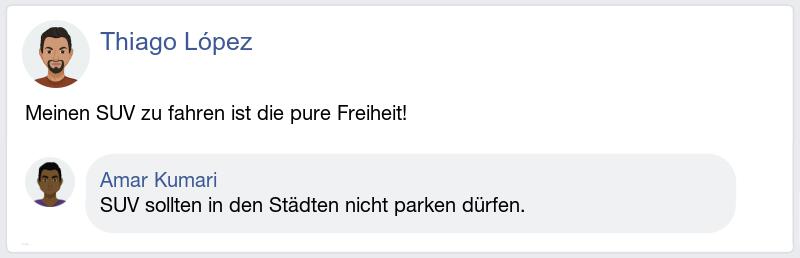 Thiago López
Meinen SUV zu fahren ist die pure Freiheit!
Amar Kumari
SUV sollten in den Städten nicht parken dürfen.